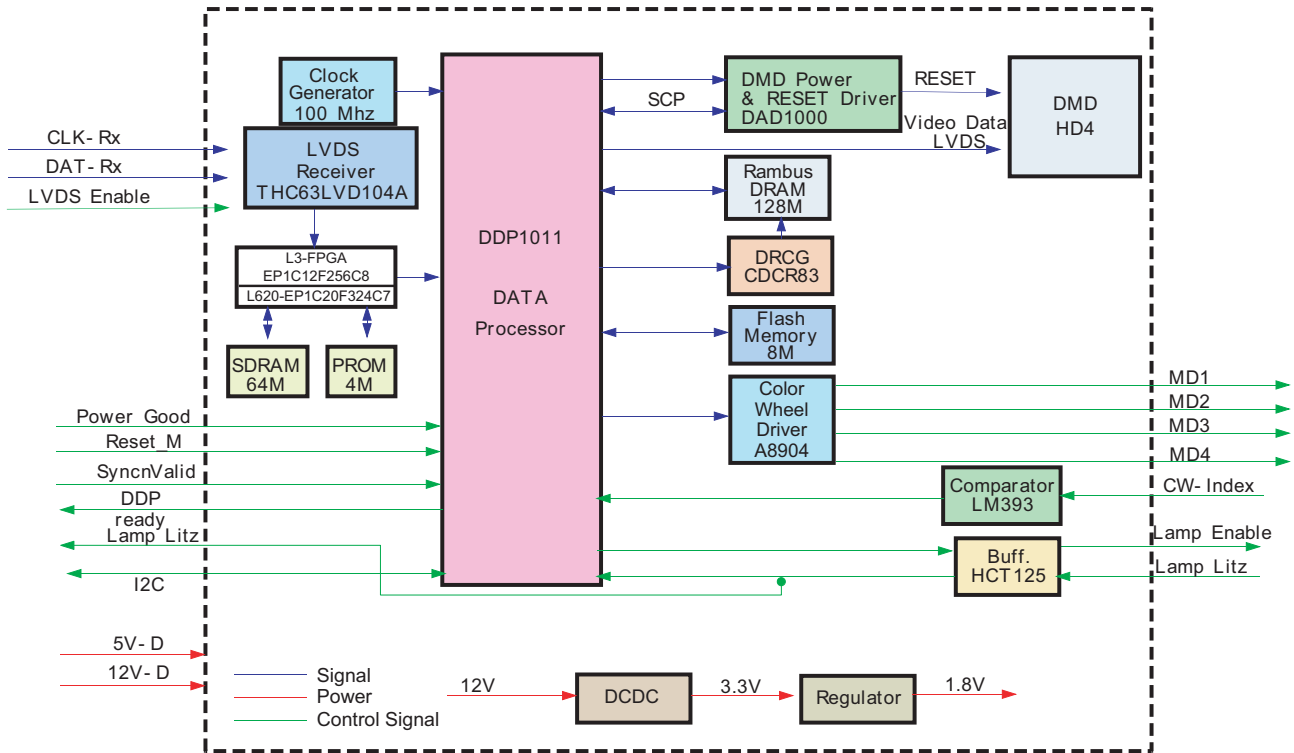 Clock
Generator
100 Mhz
CLK-Rx
DAT-Rx
LVDS Enable
LVDS
Receiver
THC63LVD104A
L3-FPGA
EP1C12F256C8
L620-EP1C20F324C7
SDRAM
64M
PROM
4M
Power Good
Reset_M
SyncnValid
DDP
ready
Lamp Litz
I2C
5V-D
12V-D
DDP1011
DATA
Processor
SCP
DMD Power
& RESET Driver
DAD1000
RESET
Video Data
LVDS
DMD
HD4
Rambus
DRAM
128M
DRCG
CDCR83
Flash
Memory
8M
Color
Wheel
Driver
A8904
MD1
MD2
MD3
MD4
Comparator
LM393
CW-Index
Buff.
HCT125
Lamp Enable
Lamp Litz
Signal
Power
Control Signal
12V
DCDC
3.3V
Regulator
1.8V